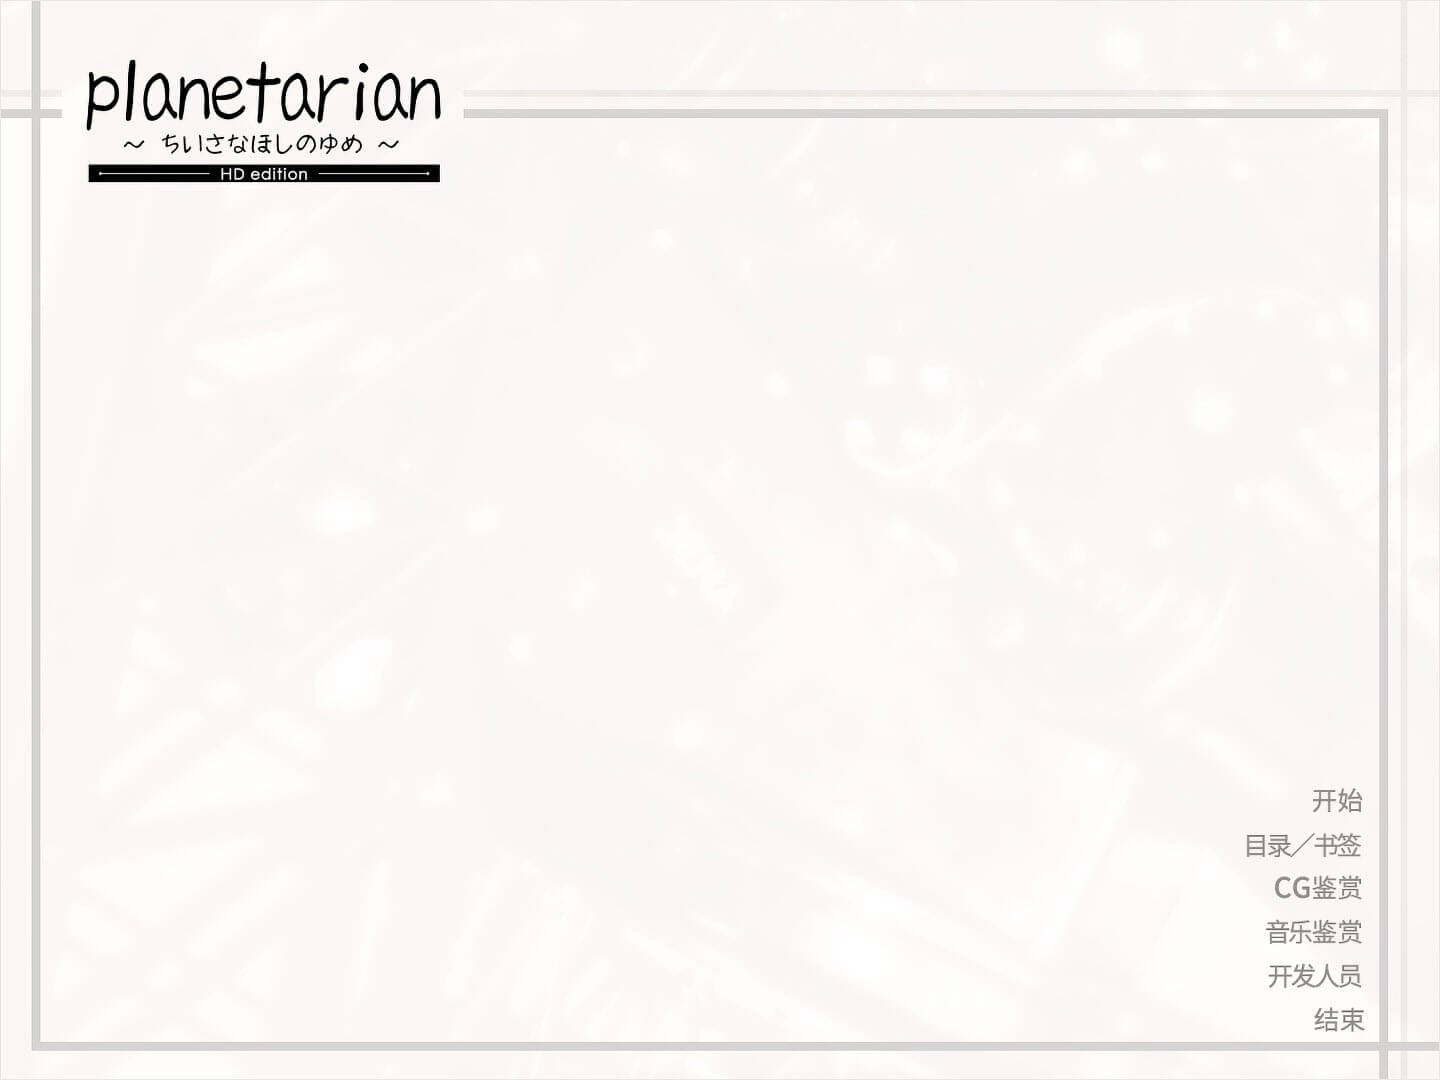 planetarian
~ ちいさなほしのゆめ ~
HD edition
开始
目录／书签
CG鉴赏
音乐鉴赏
开发人员
结束